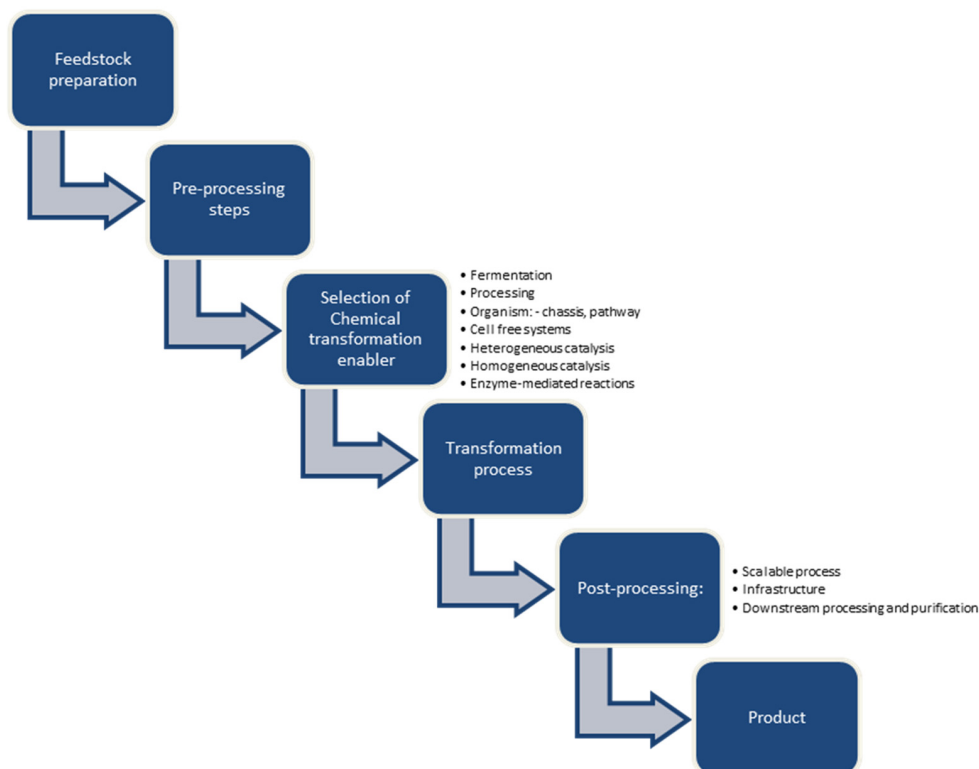 Feedstock
preparation
Pre-processing
steps
Selection of
Chemical
transformation
enabler
• Fermentation
• Processing
• Organism: - chassis, pathway
• Cell free systems
• Heterogeneous catalysis
• Homogeneous catalysis
• Enzyme-mediated reactions
Transformation
process
Post-processing:
• Scalable process
• Infrastructure
• Downstream processing and purification
Product